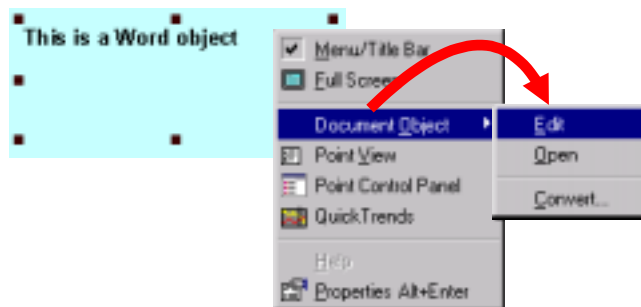 This is a Word object
Menu/Title Bar
Full Screen
Document Object
Point View
Point Control Panel
QuickTrends
Help
Properties Alt+Enter
Edit
Open
Convert...